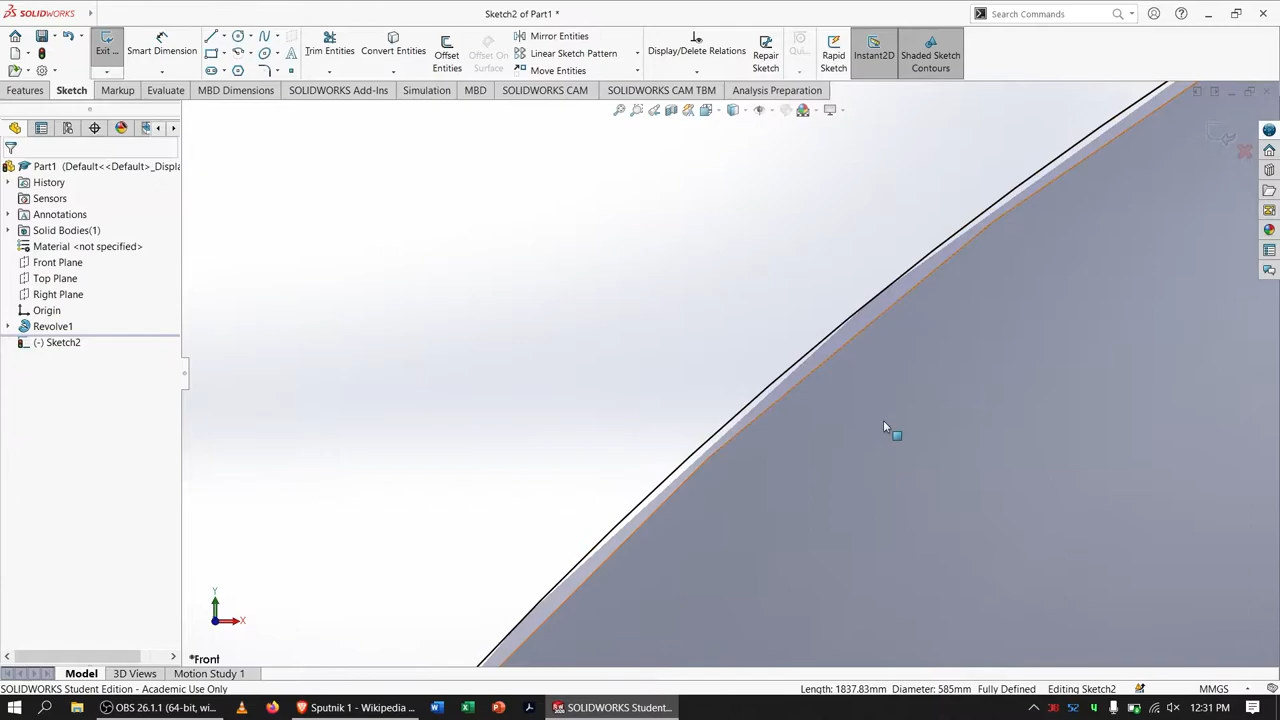 SOLIDWORKS
Sketch2 of Part1 *
Search Commands
Exit ...
Smart Dimension
Trim Entities
Convert Entities
Offset Entities
Offset On Surface
Mirror Entities
Linear Sketch Pattern
Move Entities
Display/Delete Relations
Repair Sketch
Qui...
Rapid Sketch
Instant2D
Shaded Sketch Contours
Features
Sketch
Markup
Evaluate
MBD Dimensions
SOLIDWORKS Add-Ins
Simulation
MBD
SOLIDWORKS CAM
SOLIDWORKS CAM TBM
Analysis Preparation
Part1 (Default<<Default>_Displa
History
Sensors
Annotations
Solid Bodies(1)
Material <not specified>
Front Plane
Top Plane
Right Plane
Origin
Revolve1
(-) Sketch2
Y
X
*Front
Model
3D Views
Motion Study 1
SOLIDWORKS Student Edition - Academic Use Only
Length: 1837.83mm Diameter: 585mm Fully Defined
Editing Sketch2
MMGS
OBS 26.1.1 (64-bit, wi...
Sputnik 1 - Wikipedia ...
SOLIDWORKS Student...
38
52
12:31 PM